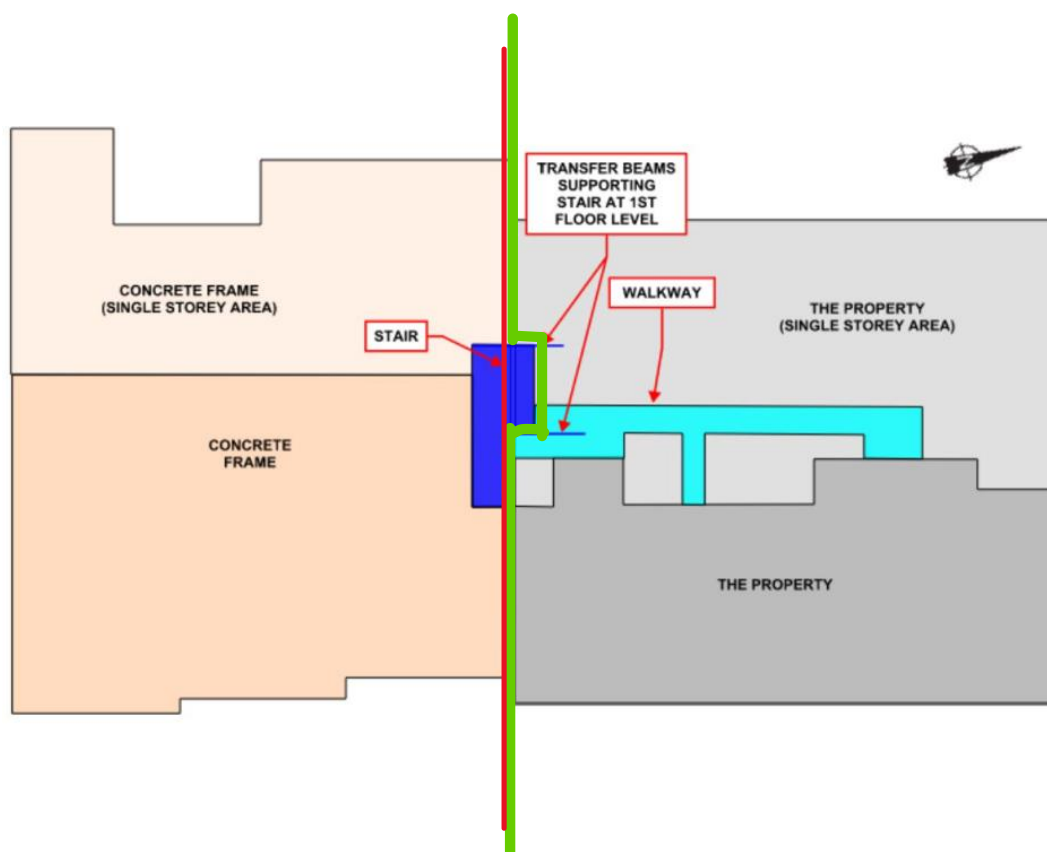 TRANSFER BEAMS
SUPPORTING
STAIR AT 1ST
FLOOR LEVEL
CONCRETE FRAME
(SINGLE STOREY AREA)
WALKWAY
THE PROPERTY
(SINGLE STOREY AREA)
STAIR
CONCRETE
FRAME
THE PROPERTY